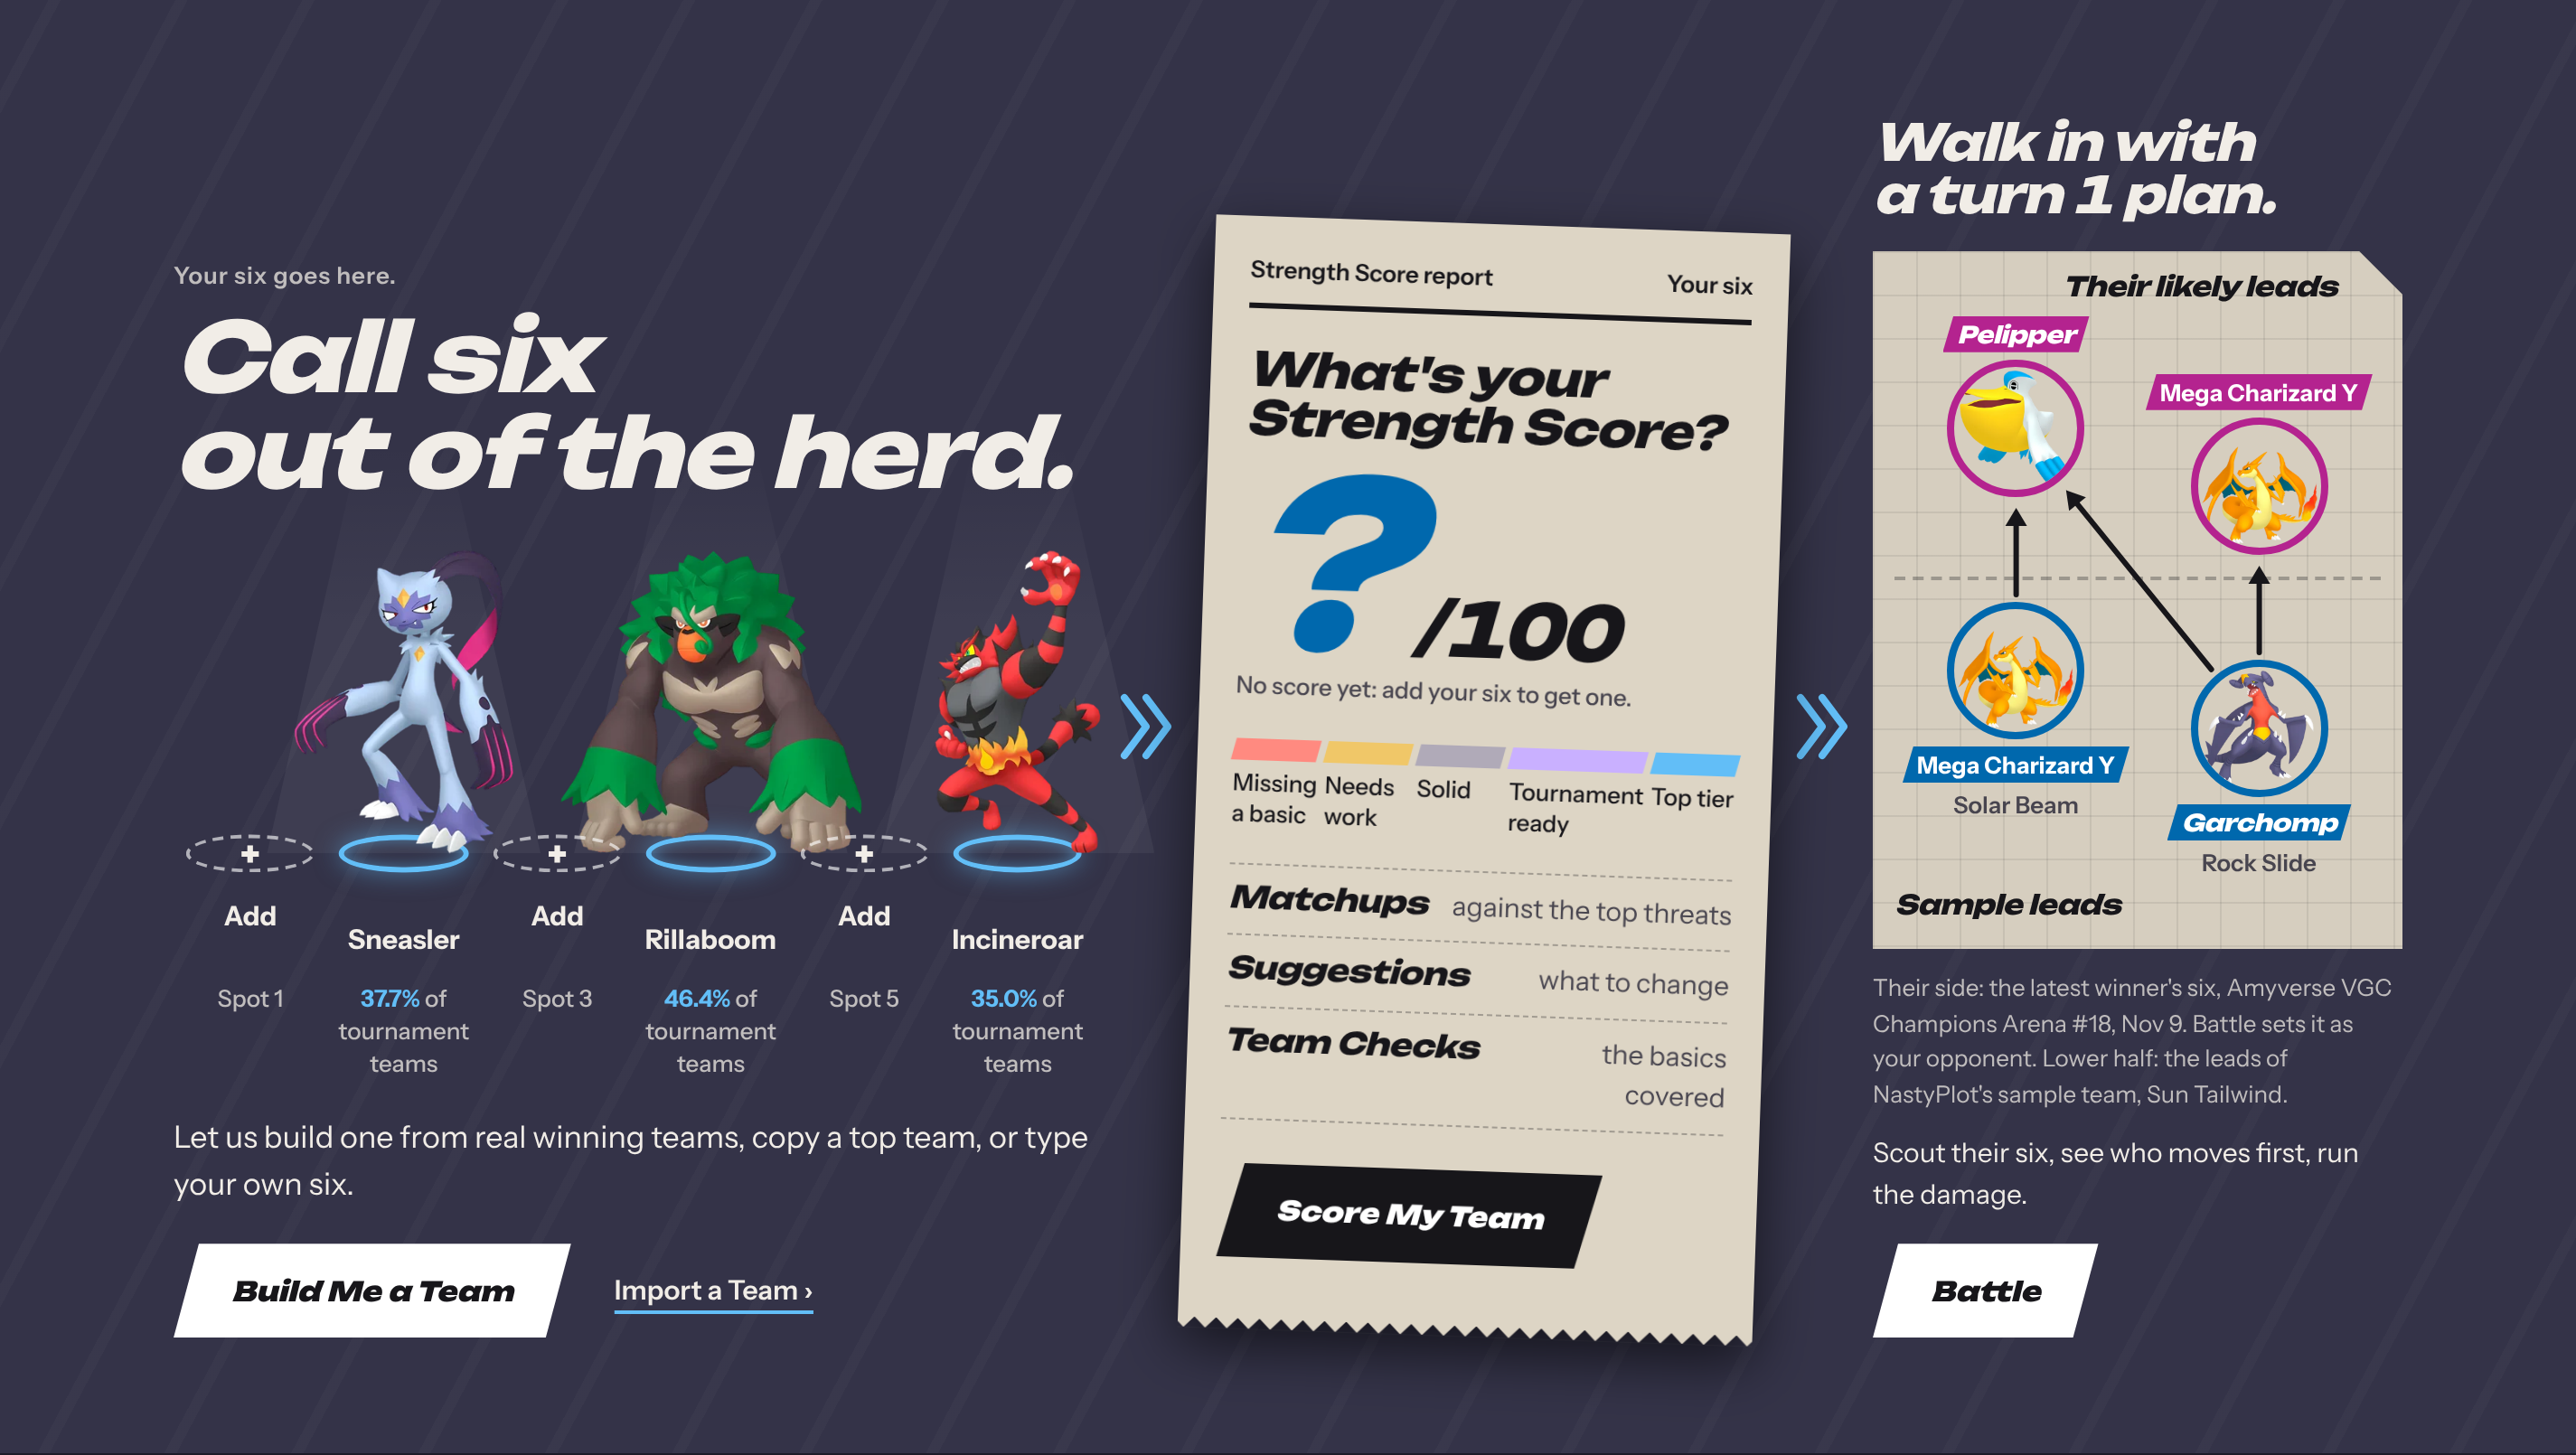 Your six goes here.
Call six
out of the herd.
+
+
+
Add
Sneasler
Add
Rillaboom
Add
Incineroar
Spot 1
37.7% of
tournament
teams
Spot 3
46.4% of
tournament
teams
Spot 5
35.0% of
tournament
teams
Let us build one from real winning teams, copy a top team, or type
your own six.
Build Me a Team
Import a Team ›
Strength Score report
Your six
What's your
Strength Score?
?/100
No score yet: add your six to get one.
Missing
a basic
Needs
work
Solid
Tournament
ready
Top tier
Matchups against the top threats
Suggestions what to change
Team Checks the basics
covered
Score My Team
Walk in with
a turn 1 plan.
Their likely leads
Pelipper
Mega Charizard Y
Mega Charizard Y
Solar Beam
Garchomp
Rock Slide
Sample leads
Their side: the latest winner's six, Amyverse VGC
Champions Arena #18, Nov 9. Battle sets it as
your opponent. Lower half: the leads of
NastyPlot's sample team, Sun Tailwind.
Scout their six, see who moves first, run
the damage.
Battle